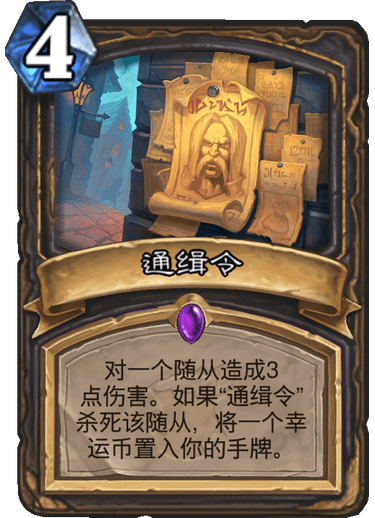 4
通缉令
对一个随从造成3
点伤害。如果“通缉令”
杀死该随从，将一个幸
运币置入你的手牌。